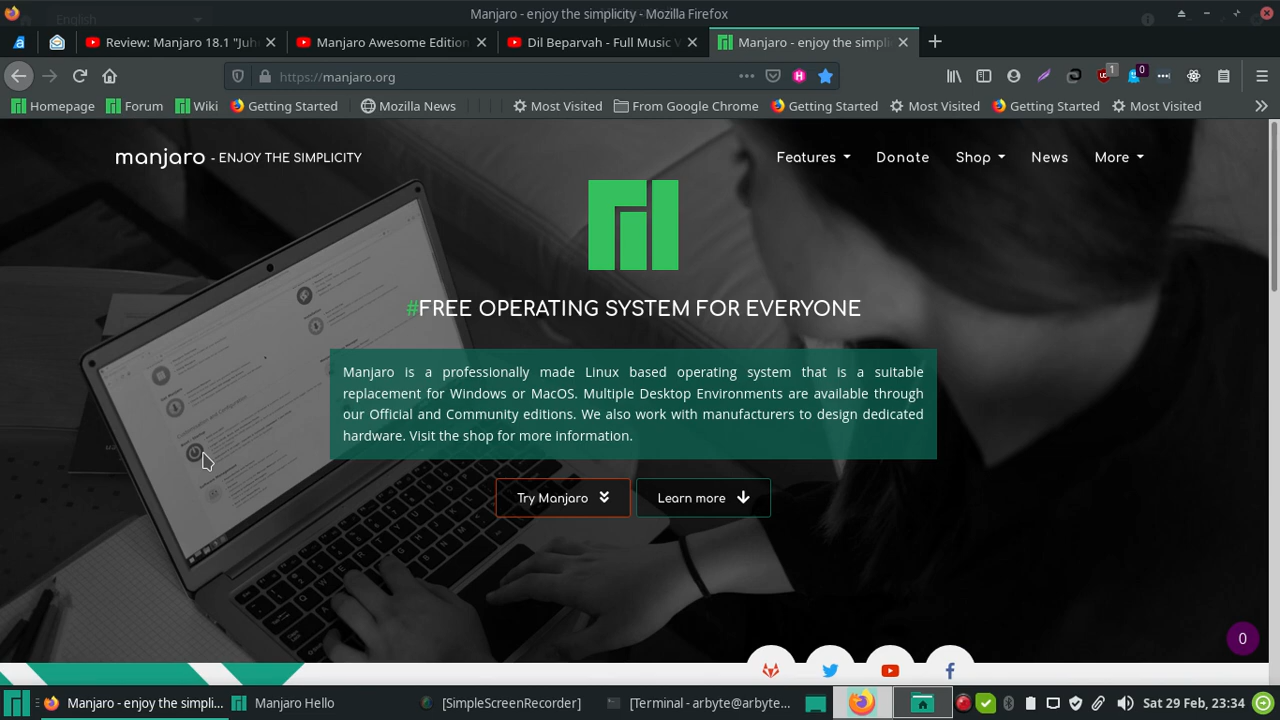 English
Manjaro - enjoy the simplicity - Mozilla Firefox
Review: Manjaro 18.1 "Juh
Manjaro Awesome Edition
Dil Beparvah - Full Music V
Manjaro - enjoy the simpli
https://manjaro.org
1
0
Homepage
Forum
Wiki
Getting Started
Mozilla News
Most Visited
From Google Chrome
Getting Started
Most Visited
Getting Started
Most Visited
manjaro - ENJOY THE SIMPLICITY
Features
Donate
Shop
News
More
#FREE OPERATING SYSTEM FOR EVERYONE
Manjaro is a professionally made Linux based operating system that is a suitable
replacement for Windows or MacOS. Multiple Desktop Environments are available through
our Official and Community editions. We also work with manufacturers to design dedicated
hardware. Visit the shop for more information.
Try Manjaro
Learn more
0
Manjaro - enjoy the simpli...
Manjaro Hello
[SimpleScreenRecorder]
[Terminal - arbyte@arbyte...
Sat 29 Feb, 23:34